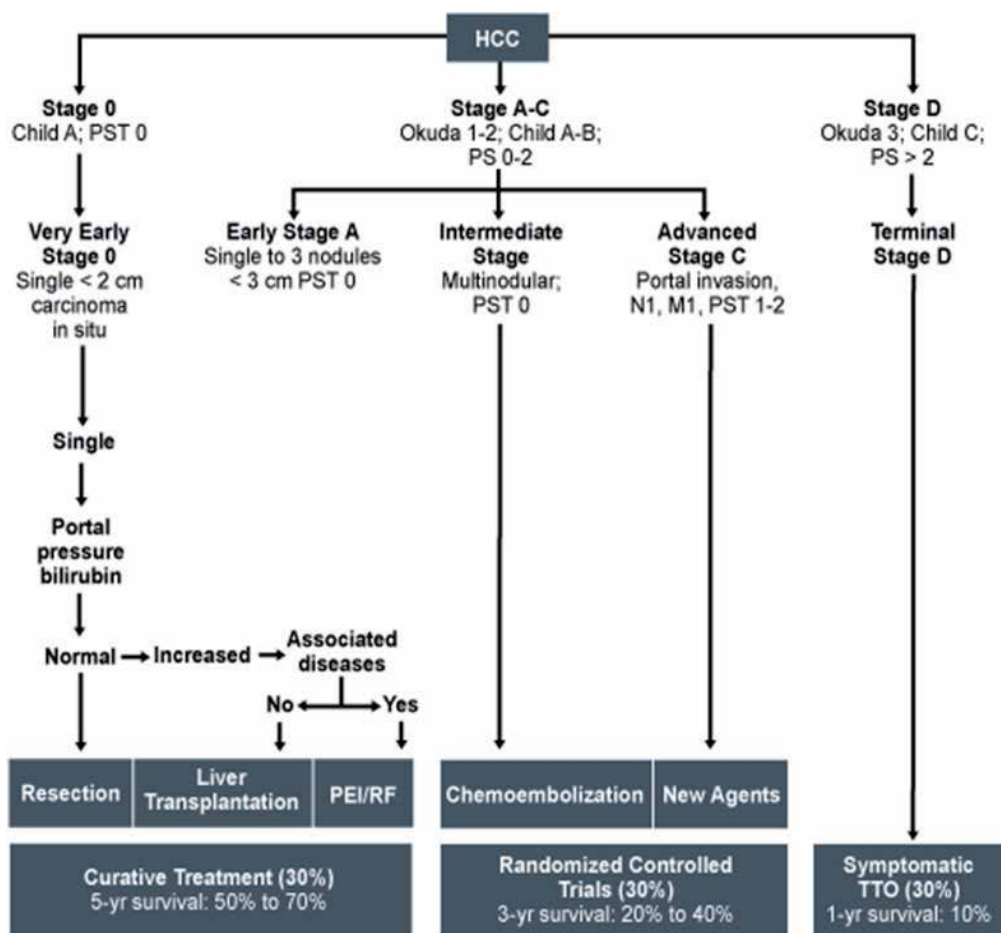 HCC
Stage 0
Child A; PST 0
Stage A-C
Okuda 1-2; Child A-B;
PS 0-2
Stage D
Okuda 3; Child C;
PS > 2
Very Early
Stage 0
Single < 2 cm
carcinoma
in situ
Early Stage A
Single to 3 nodules
< 3 cm PST 0
Intermediate
Stage
Multinodular;
PST 0
Advanced
Stage C
Portal invasion,
N1, M1, PST 1-2
Terminal
Stage D
Single
Portal
pressure
bilirubin
Normal
Increased
Associated
diseases
No
Yes
Resection
Liver
Transplantation
PEI/RF
Chemoembolization
New Agents
Curative Treatment (30%)
5-yr survival: 50% to 70%
Randomized Controlled
Trials (30%)
3-yr survival: 20% to 40%
Symptomatic
TTO (30%)
1-yr survival: 10%